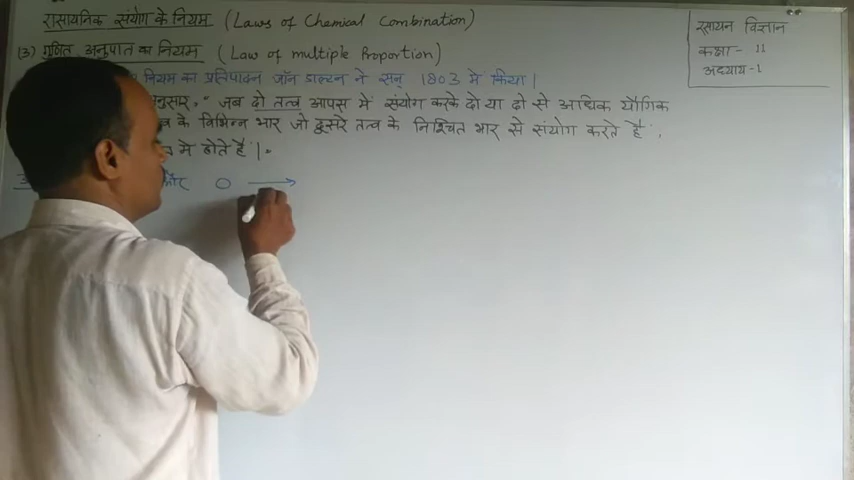 रासायनिक संयोग के नियम (Laws of Chemical Combination)
(3) गुणित अनुपात का नियम (Law of multiple Proportion)
नियम का प्रतिपादन जॉन डाल्टन ने सन् 1803 में किया|
अनुसार - " जब दो तत्व आपस में संयोग करके दो या दो से अधिक यौगिक
के विभिन्न भार जो दूसरे तत्व के निश्चित भार से संयोग करते है,
में होते है|"
और O →
रसायन विज्ञान
कक्षा - 11
अध्याय - 1